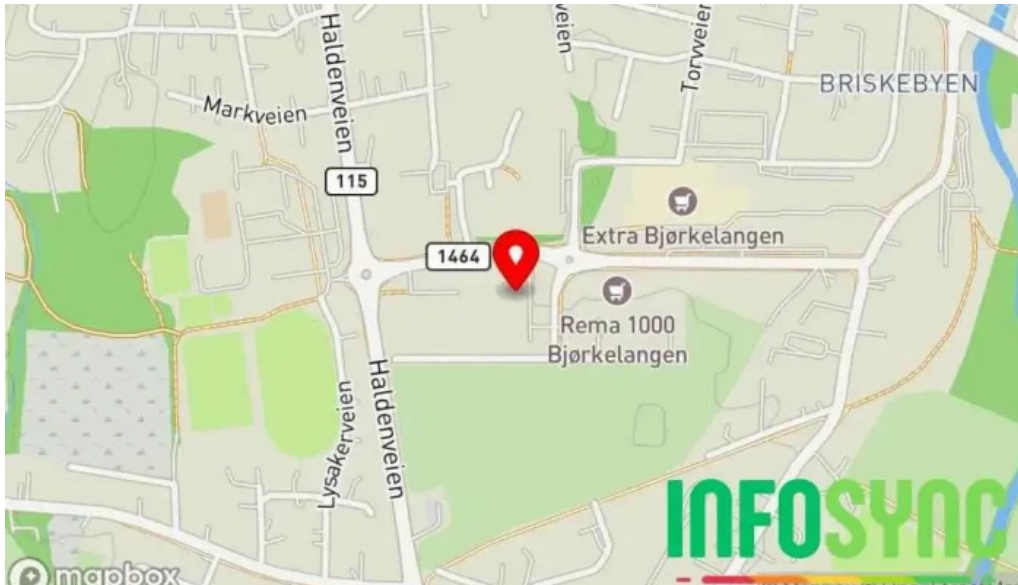 Haldenveien
veien
Torvveien
BRISKEBYEN
Markveien
115
Extra Bjørkelangen
1464
Rema 1000
Bjørkelangen
Haldenveien
Lysakerveien
INFOSYNC
mapbox